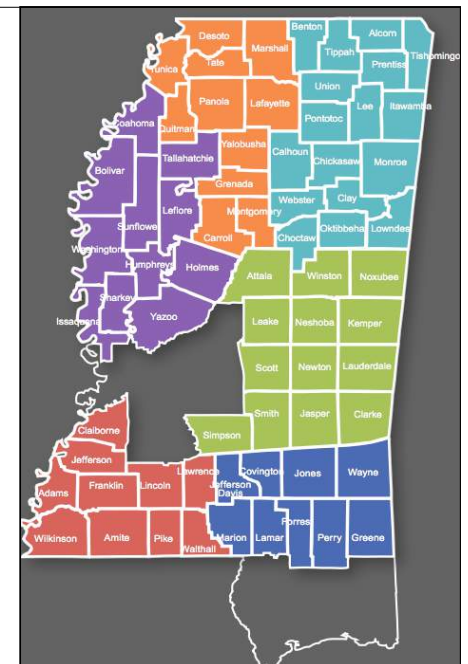 Benton
Alcorn
Desoto
Tippah
Tishomingo
Marshall
Prentiss
Tate
Tunica
Union
Panola
Lafayette
Lee
Itawamba
Pontotoc
Coahoma
Quitman
Yalobusha
Calhoun
Tallahatchie
Chickasaw
Monroe
Bolivar
Grenada
Webster
Clay
Leflore
Montgomery
Sunflower
Carroll
Choctaw
Oktibbeha
Lowndes
Washington
Humphreys
Holmes
Attala
Winston
Noxubee
Sharkey
Issaquena
Yazoo
Leake
Neshoba
Kemper
Scott
Newton
Lauderdale
Smith
Jasper
Clarke
Claiborne
Simpson
Jefferson
Lawrence
Covington
Jones
Wayne
Adams
Franklin
Lincoln
Jefferson
Davis
Wilkinson
Amite
Pike
Walthall
Marion
Lamar
Forrest
Perry
Greene